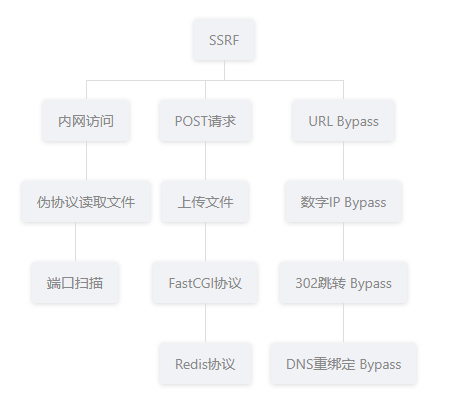 SSRF
内网访问
POST请求
URL Bypass
伪协议读取文件
上传文件
数字IP Bypass
端口扫描
FastCGI协议
302跳转 Bypass
Redis协议
DNS重绑定 Bypass